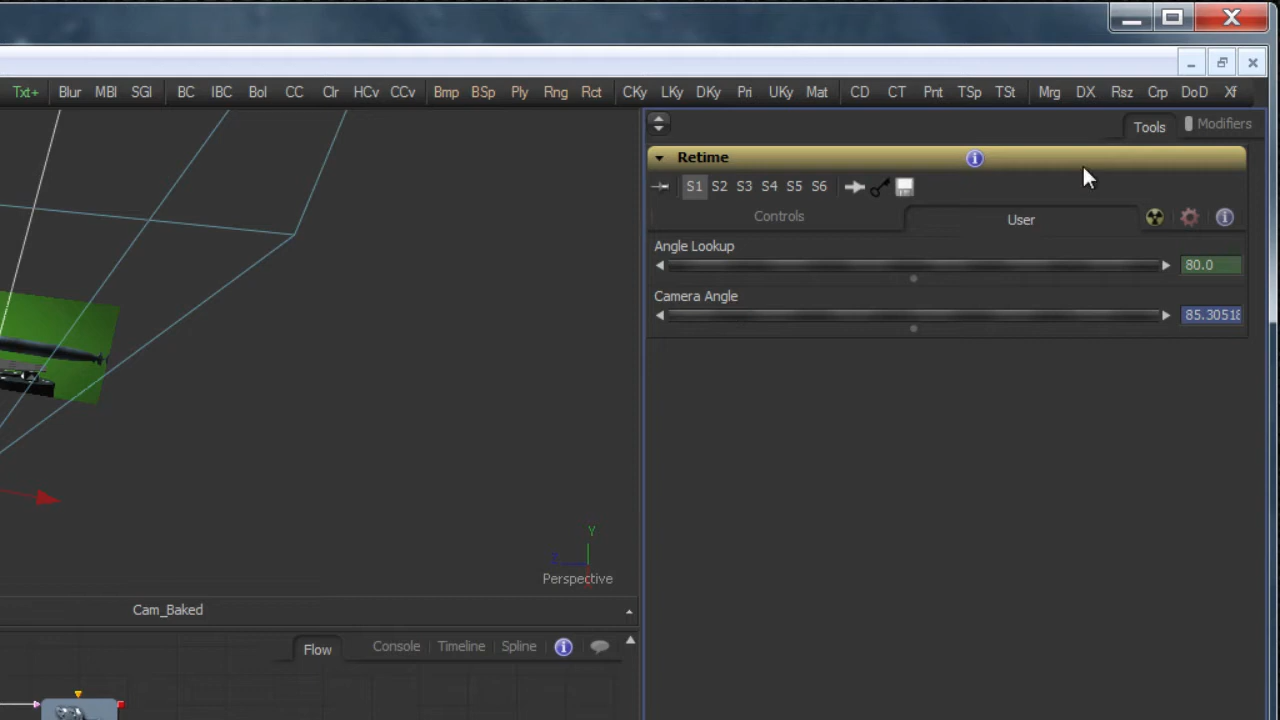 Txt+ Blur MBl SGl BC IBC Bol CC Clr HCv CCv Bmp BSp Ply Rng Rct CKy LKy DKy Pri UKy Mat CD CT Pnt TSp TSt Mrg DX Rsz Crp DoD Xf
Tools Modifiers
Retime
S1 S2 S3 S4 S5 S6
Controls User
Angle Lookup
80.0
Camera Angle
85.30518
Y
Z
Perspective
Cam_Baked
Flow Console Timeline Spline